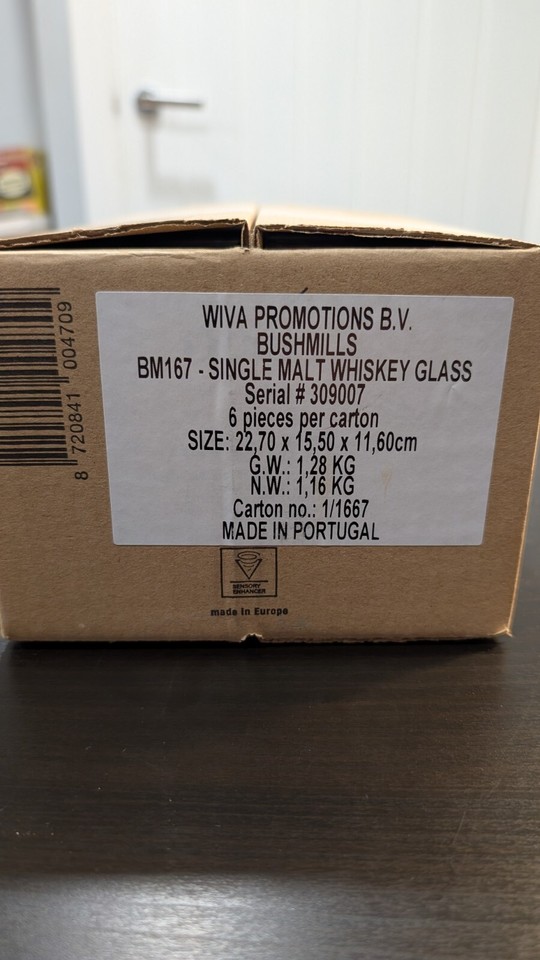 WIVA PROMOTIONS B.V.
BUSHMILLS
BM167 - SINGLE MALT WHISKEY GLASS
Serial # 309007
6 pieces per carton
SIZE: 22,70 x 15,50 x 11,60cm
G.W.: 1,28 KG
N.W.: 1,16 KG
Carton no.: 1/1667
MADE IN PORTUGAL
8 720841 004709
SENSORY
ENHANCER
made in Europe